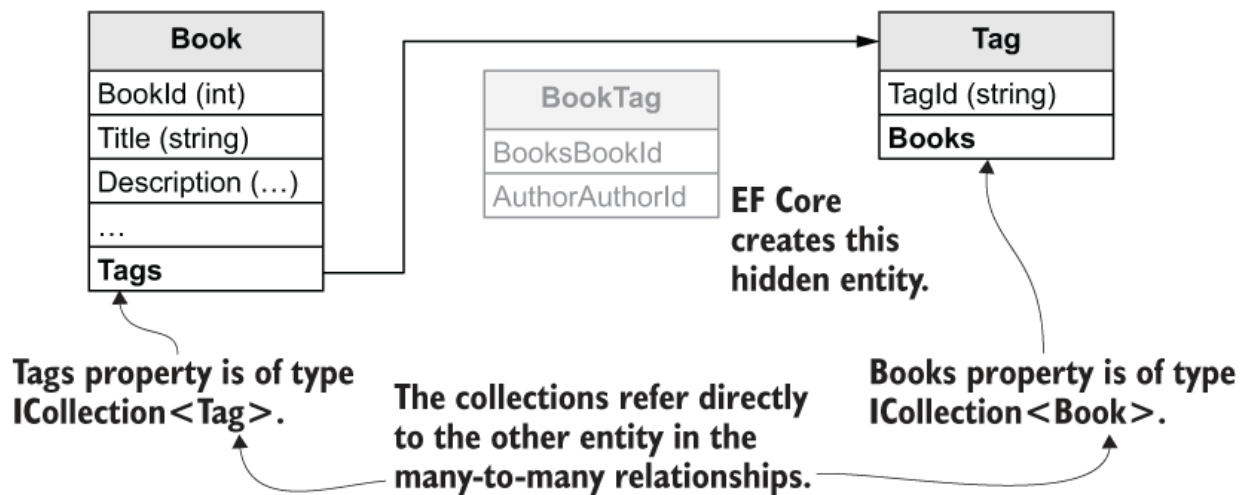 Book
BookId (int)
Title (string)
Description (…)
…
Tags
BookTag
BooksBookId
AuthorAuthorId
EF Core
creates this
hidden entity.
Tag
TagId (string)
Books
Tags property is of type
ICollection<Tag>.
The collections refer directly
to the other entity in the
many-to-many relationships.
Books property is of type
ICollection<Book>.